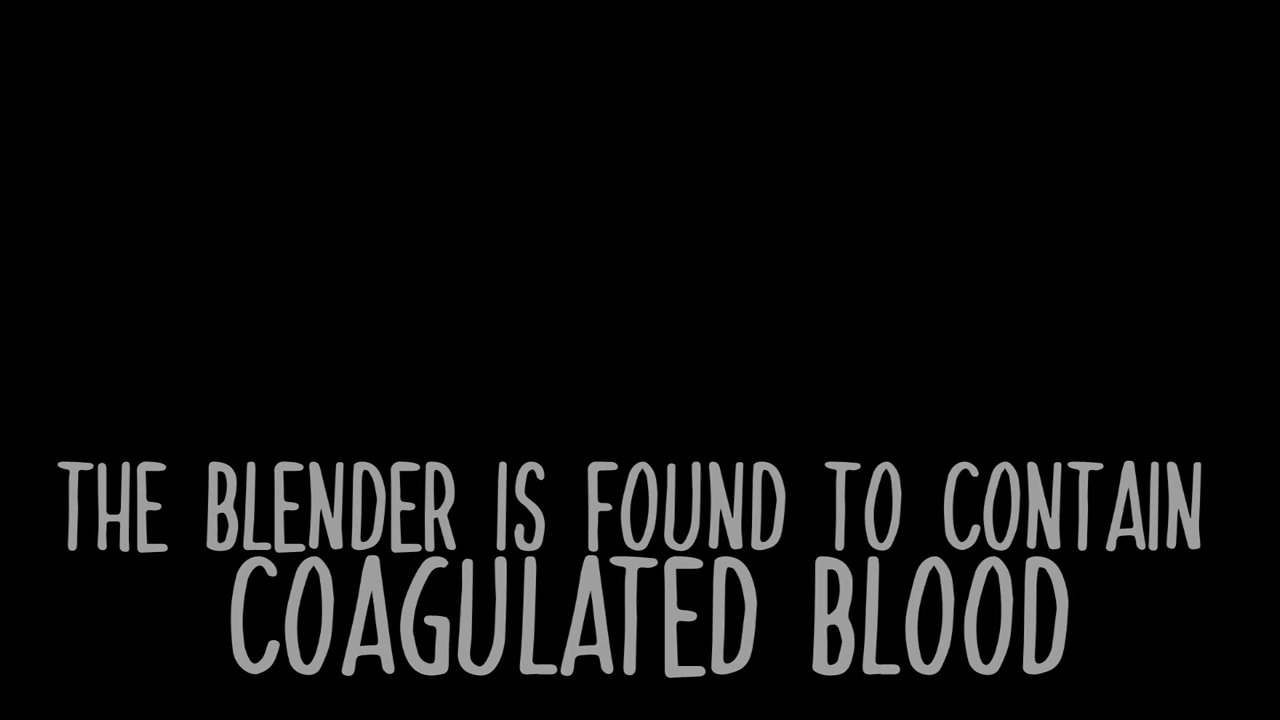 THE BLENDER IS FOUND TO CONTAIN
COAGULATED BLOOD